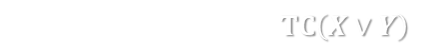 TC(X ∨ Y)